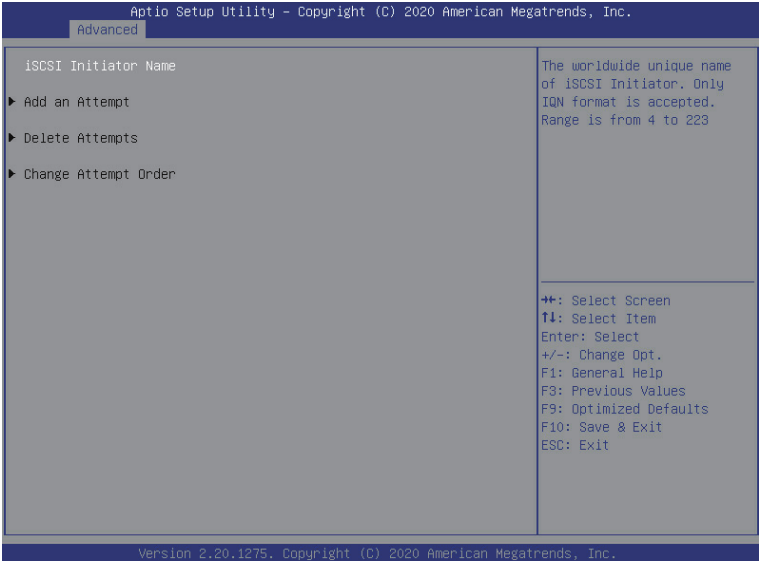 Aptio Setup Utility – Copyright (C) 2020 American Megatrends, Inc.
Advanced
iSCSI Initiator Name
▶ Add an Attempt
▶ Delete Attempts
▶ Change Attempt Order
The worldwide unique name
of iSCSI Initiator. Only
IQN format is accepted.
Range is from 4 to 223
→←: Select Screen
↑↓: Select Item
Enter: Select
+/-: Change Opt.
F1: General Help
F3: Previous Values
F9: Optimized Defaults
F10: Save & Exit
ESC: Exit
Version 2.20.1275. Copyright (C) 2020 American Megatrends, Inc.